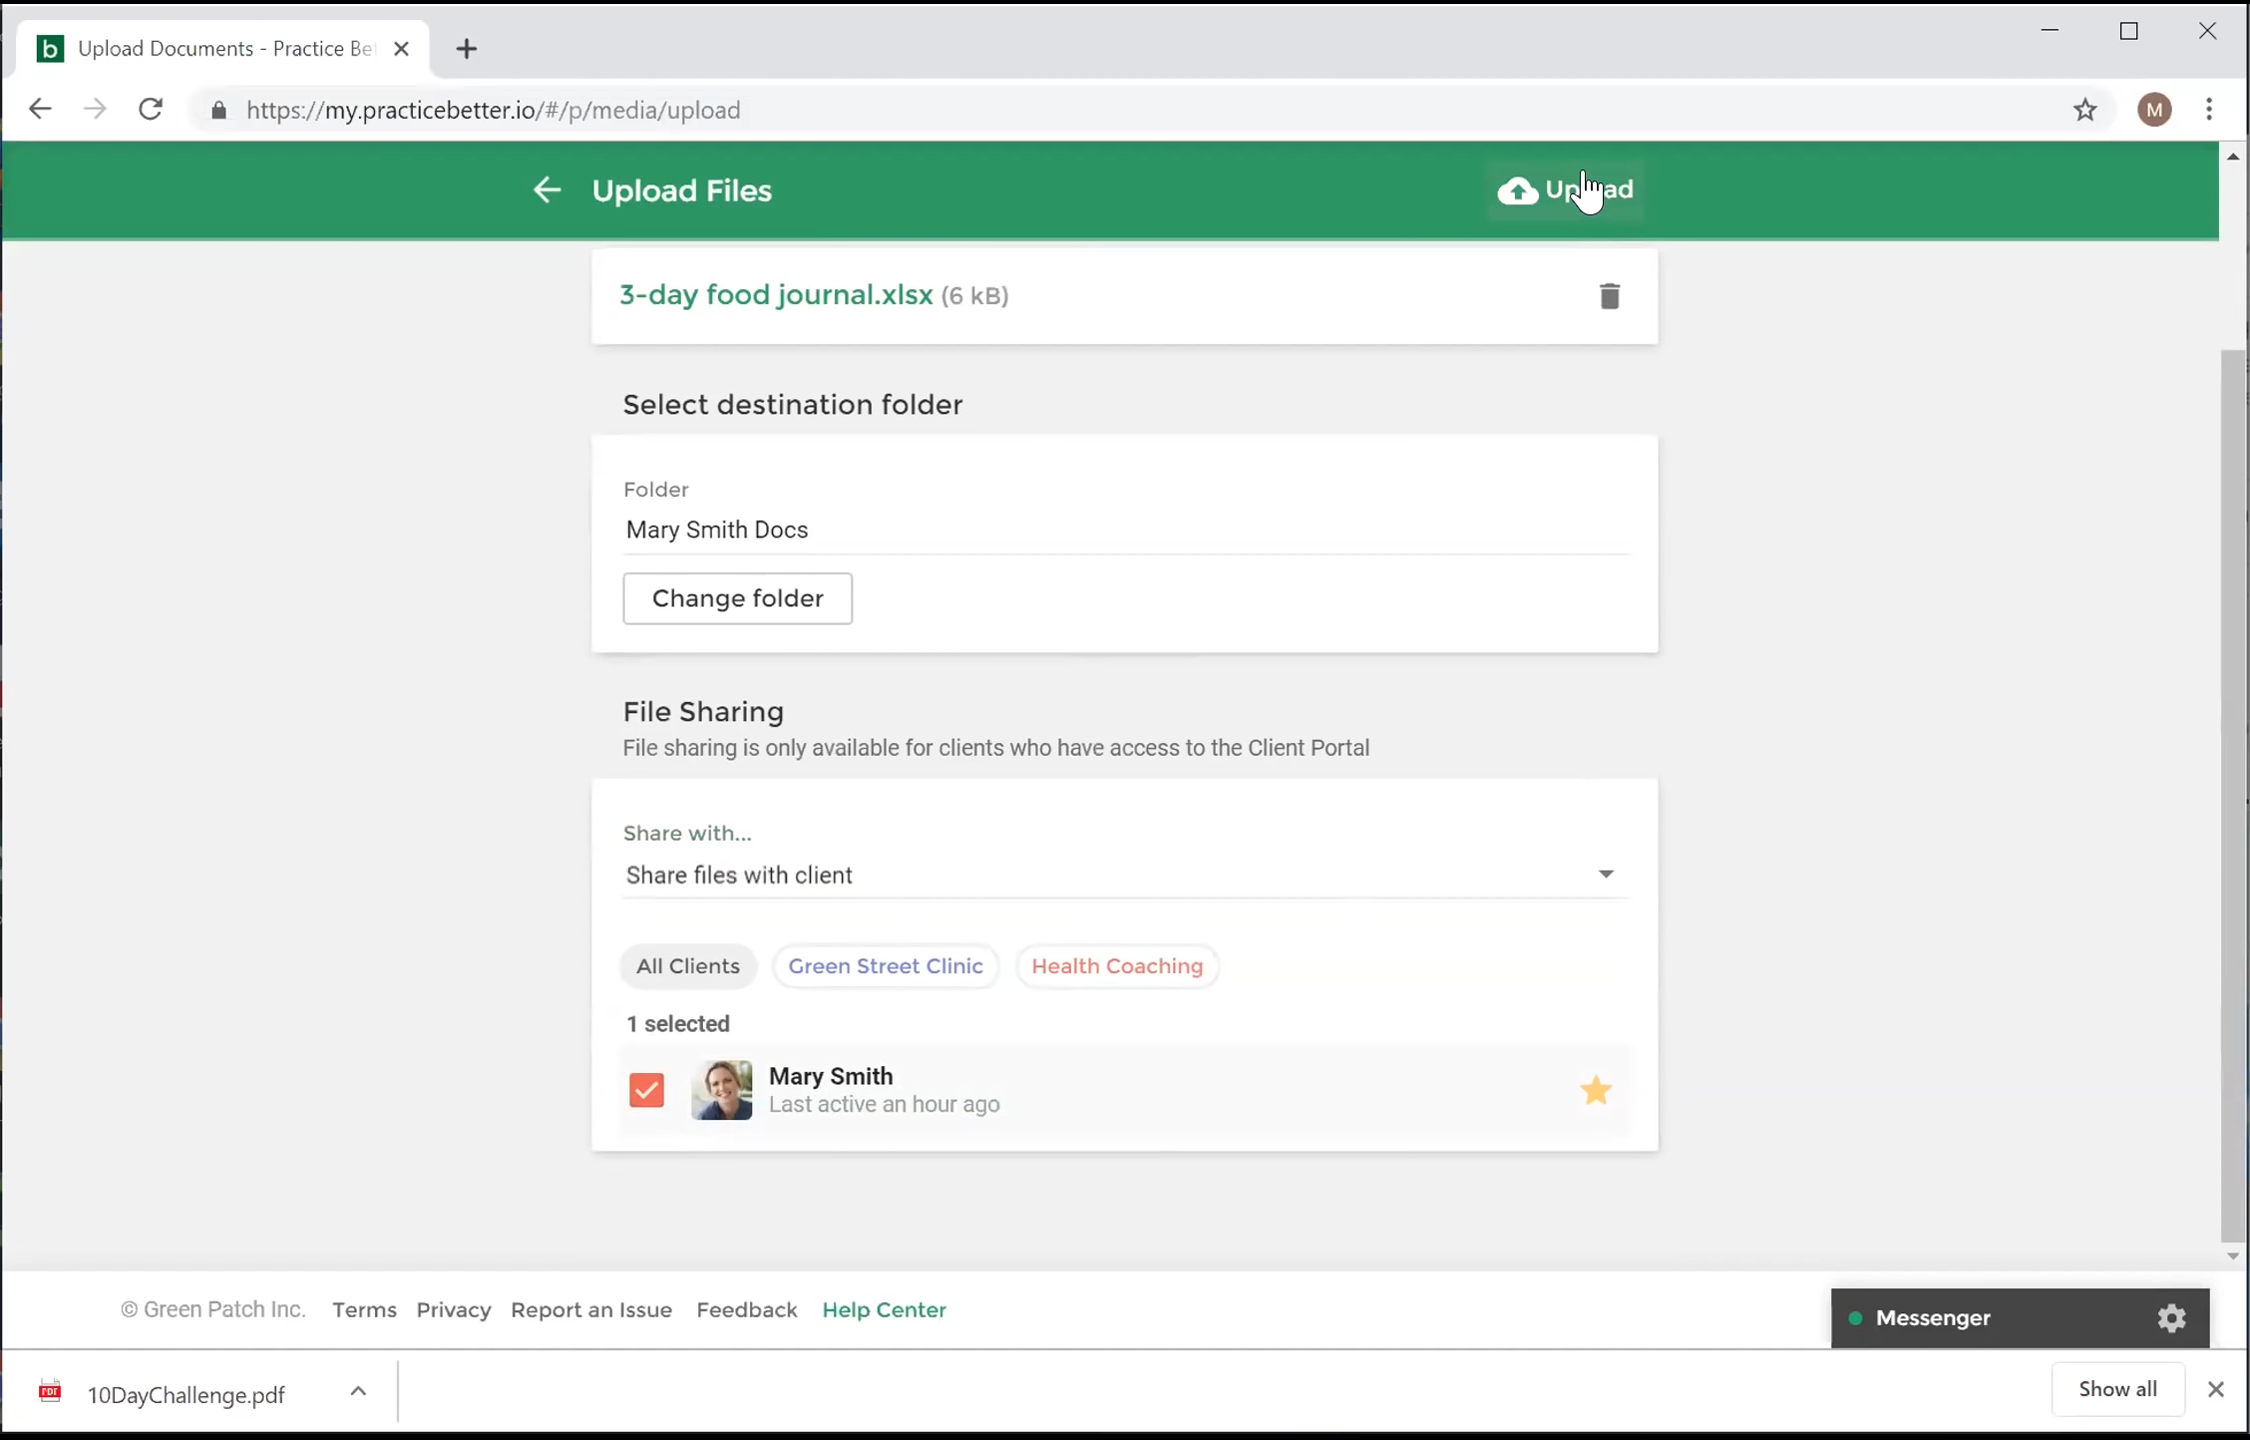 b Upload Documents - Practice Be
https://my.practicebetter.io/#/p/media/upload
M
Upload Files
3-day food journal.xlsx (6 kB)
Select destination folder
Folder
Mary Smith Docs
Change folder
File Sharing
File sharing is only available for clients who have access to the Client Portal
Share with...
Share files with client
All Clients Green Street Clinic Health Coaching
1 selected
Mary Smith
Last active an hour ago
© Green Patch Inc. Terms Privacy Report an Issue Feedback Help Center
Messenger
PDF 10DayChallenge.pdf
Show all